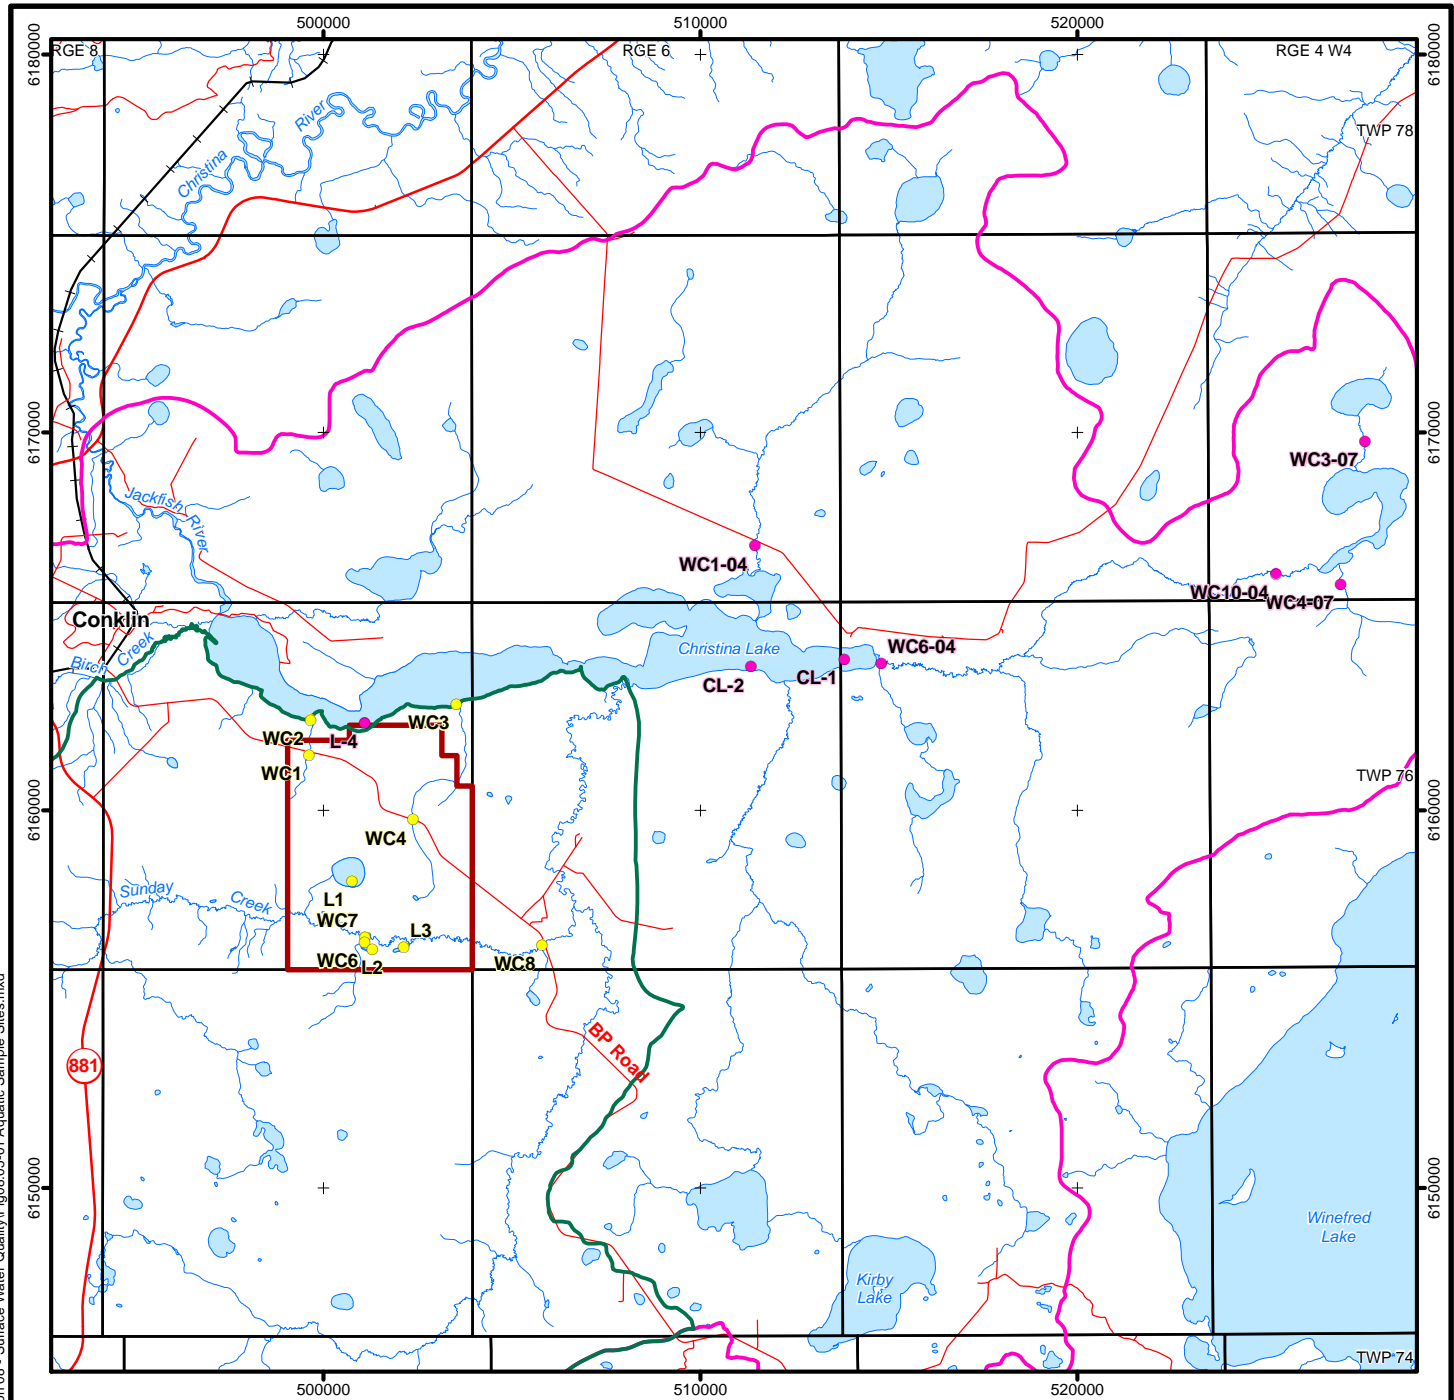 500000
510000
520000
RGE 8
RGE 6
RGE 4 W4
6180000
6180000
TWP 78
River
Christina
6170000
6170000
WC3-07
Jackfish River
WC1-04
WC10-04
WC4-07
Conklin
Birch Creek
Christina Lake
WC6-04
CL-2
CL-1
WC3
WC2
L-4
WC1
TWP 76
6160000
6160000
WC4
Sunday Creek
L1
WC7
L3
WC6
L2
WC8
BP Road
881
6150000
6150000
Winefred
Lake
Kirby
Lake
TWP 74
500000
510000
520000